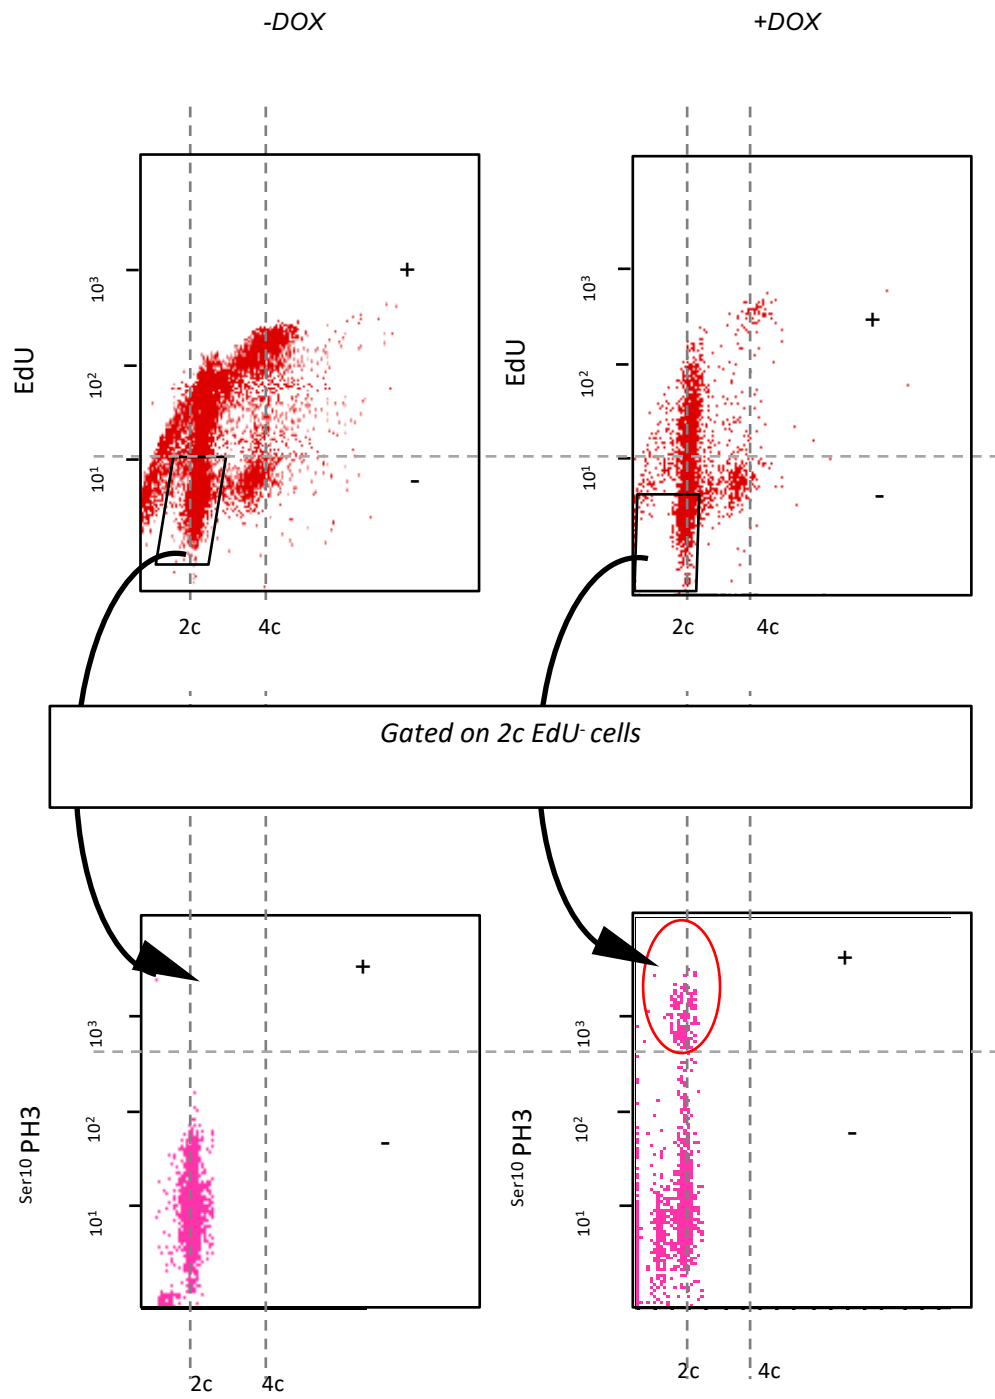 -DOX
+DOX
EdU
10³
10²
10¹
+
-
2c
4c
EdU
10³
10²
10¹
+
-
2c
4c
Gated on 2c EdU⁻ cells
Ser10 PH3
10³
10²
10¹
+
-
2c
4c
Ser10 PH3
10³
10²
10¹
+
-
2c
4c